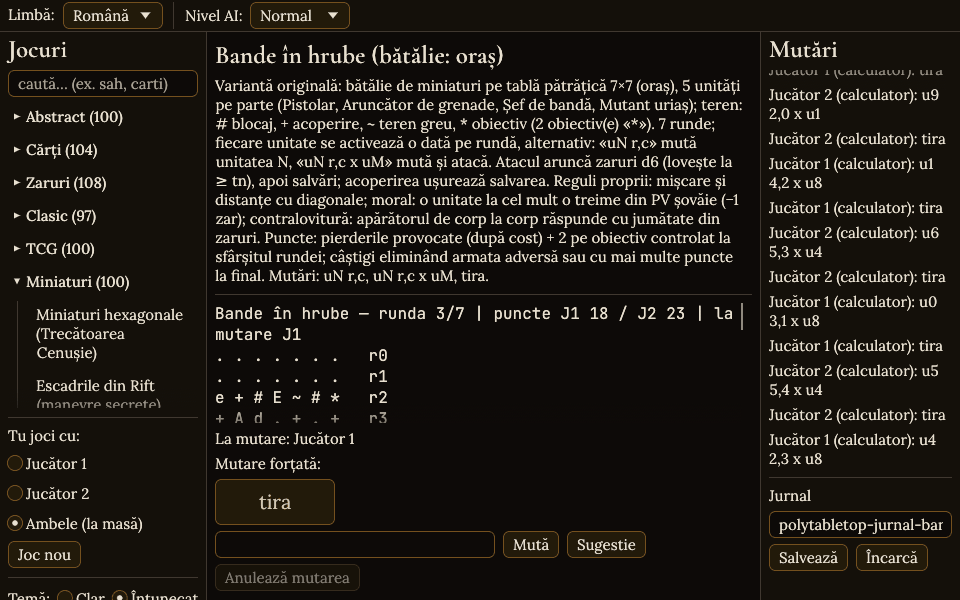 Limbă:
Română ▼
Nivel AI:
Normal ▼
Jocuri
caută... (ex. sah, carti)
▸ Abstract (100)
▸ Cărți (104)
▸ Zaruri (108)
▸ Clasic (97)
▸ TCG (100)
▾ Miniaturi (100)
Miniaturi hexagonale
(Trecătoarea
Cenușie)
Escadrile din Rift
(manevre secrete)
Tu joci cu:
Jucător 1
Jucător 2
Ambele (la masă)
Joc nou
Temă:
Clar
Întunecat
Bande în hrube (bătălie: oraș)
Variantă originală: bătălie de miniaturi pe tablă pătrățică 7×7 (oraș), 5 unități
pe parte (Pistolar, Aruncător de grenade, Șef de bandă, Mutant uriaș); teren:
# blocaj, + acoperire, ~ teren greu, * obiectiv (2 obiectiv(e) «*»). 7 runde;
fiecare unitate se activează o dată pe rundă, alternativ: «uN r,c» mută
unitatea N, «uN r,c x uM» mută și atacă. Atacul aruncă zaruri d6 (lovește la
≥ tn), apoi salvări; acoperirea ușurează salvarea. Reguli proprii: mișcare și
distanțe cu diagonale; moral: o unitate la cel mult o treime din PV șovăie (−1
zar); contralovitură: apărătorul de corp la corp răspunde cu jumătate din
zaruri. Puncte: pierderile provocate (după cost) + 2 pe obiectiv controlat la
sfârșitul rundei; câștigi eliminând armata adversă sau cu mai multe puncte
la final. Mutări: uN r,c, uN r,c x uM, tira.
Bande în hrube — runda 3/7 | puncte J1 18 / J2 23 | la
mutare J1
. . . . . . .   r0
. . . . . . .   r1
e + # E ~ # *   r2
+ A d . + . +   r3
La mutare: Jucător 1
Mutare forțată:
tira
Mută
Sugestie
Anulează mutarea
Mutări
Jucător 1 (calculator): tira
Jucător 2 (calculator): u9
2,0 x u1
Jucător 2 (calculator): tira
Jucător 1 (calculator): u1
4,2 x u8
Jucător 1 (calculator): tira
Jucător 2 (calculator): u6
5,3 x u4
Jucător 2 (calculator): tira
Jucător 1 (calculator): u0
3,1 x u8
Jucător 1 (calculator): tira
Jucător 2 (calculator): u5
5,4 x u4
Jucător 2 (calculator): tira
Jucător 1 (calculator): u4
2,3 x u8
Jurnal
polytabletop-jurnal-bar
Salvează
Încarcă